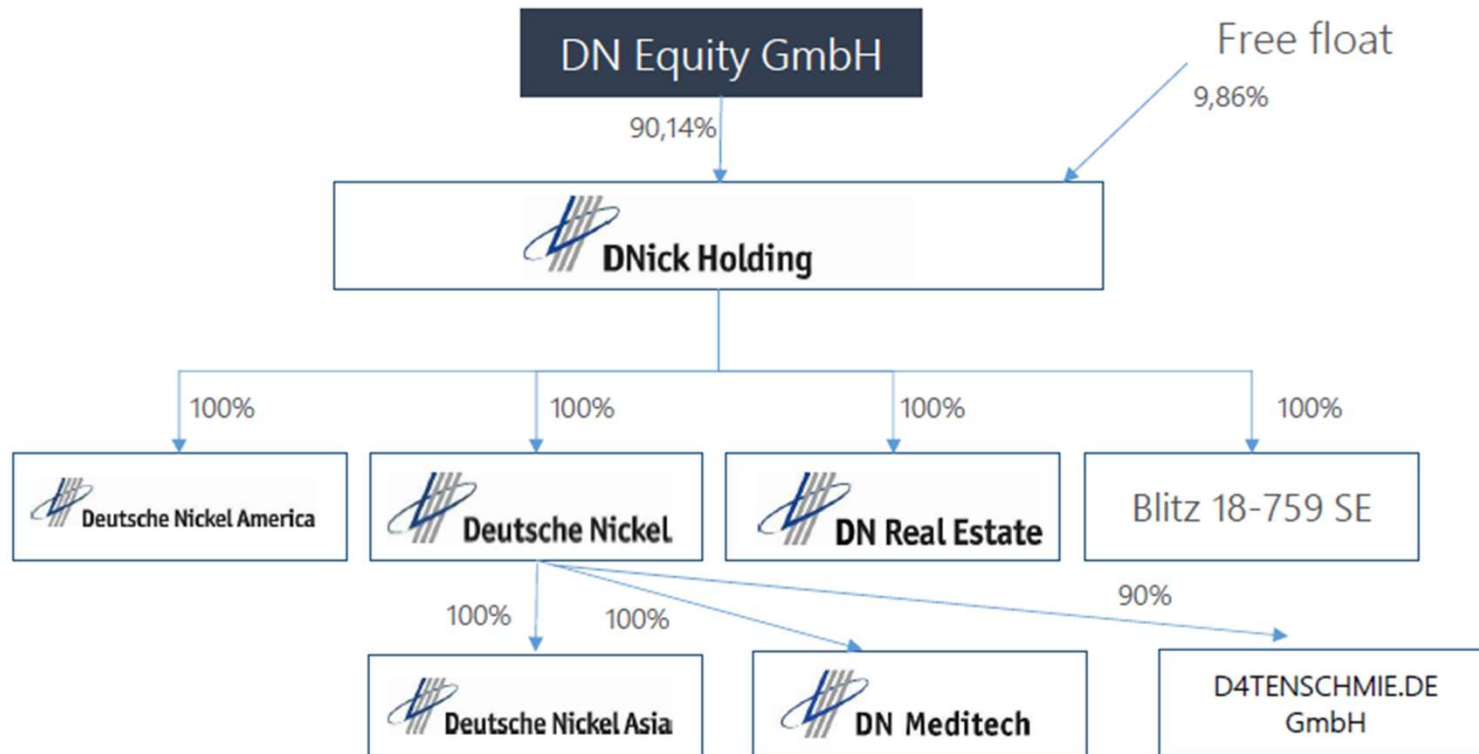 DN Equity GmbH
Free float
90,14%
9,86%
DNick Holding
100%
100%
100%
100%
Deutsche Nickel America
Deutsche Nickel
DN Real Estate
Blitz 18-759 SE
100%
100%
90%
Deutsche Nickel Asia
DN Meditech
D4TENSCHMIE.DE
GmbH